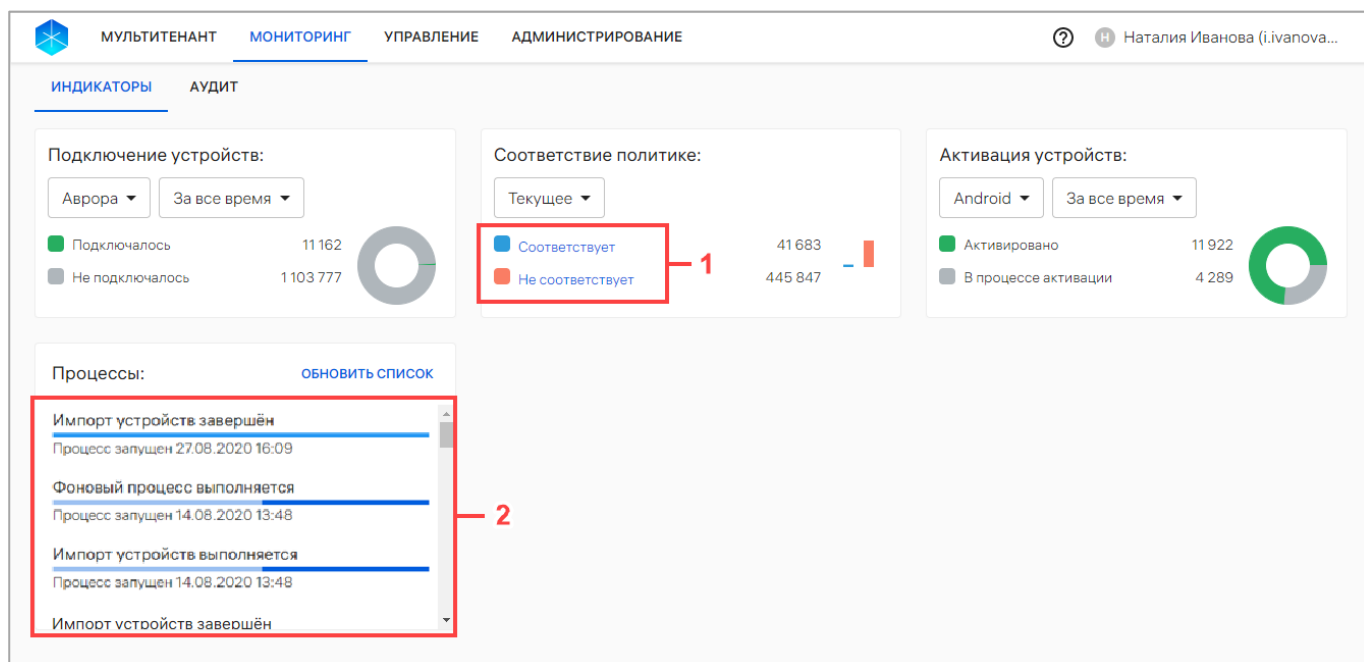 МУЛЬТИТЕНАНТ МОНИТОРИНГ УПРАВЛЕНИЕ АДМИНИСТРИРОВАНИЕ ? Н Наталия Иванова (i.ivanova...
ИНДИКАТОРЫ АУДИТ
Подключение устройств:
Аврора За все время
Подключалось 11 162
Не подключалось 1 103 777
Соответствие политике:
Текущее
Соответствует 41 683
Не соответствует 445 847
1
Активация устройств:
Android За все время
Активировано 11 922
В процессе активации 4 289
Процессы: ОБНОВИТЬ СПИСОК
Импорт устройств завершён
Процесс запущен 27.08.2020 16:09
Фоновый процесс выполняется
Процесс запущен 14.08.2020 13:48
Импорт устройств выполняется
Процесс запущен 14.08.2020 13:48
Импорт устройств завершён
2